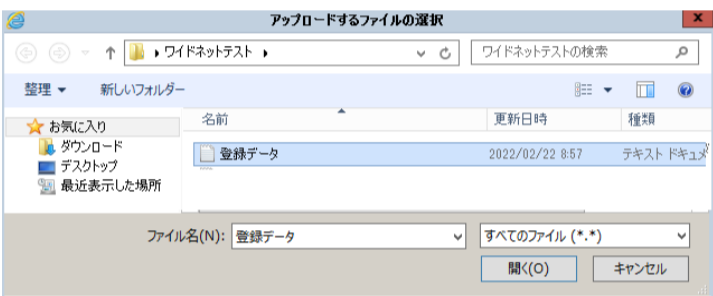 アップロードするファイルの選択
ワイドネットテスト
ワイドネットテストの検索
整理
新しいフォルダー
お気に入り
ダウンロード
デスクトップ
最近表示した場所
名前
更新日時
種類
登録データ
2022/02/22 8:57
テキスト ドキュメ
ファイル名(N):
登録データ
すべてのファイル (*.*)
開く(O)
キャンセル